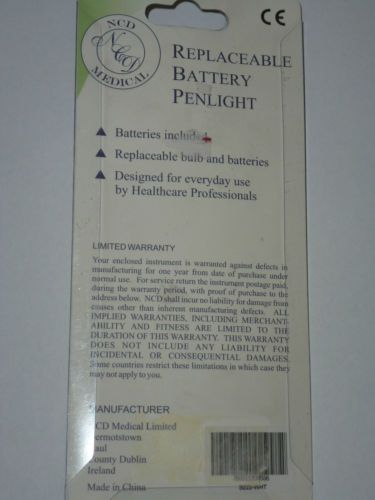 NCD
NCD
MEDICAL
CE
REPLACEABLE
BATTERY
PENLIGHT
Batteries included
Replaceable bulb and batteries
Designed for everyday use
by Healthcare Professionals
LIMITED WARRANTY
Your enclosed instrument is warranted against defects in
manufacturing for one year from date of purchase under
normal use. For service return the instrument postage paid,
during the warranty period, with proof of purchase to the
address below. NCD shall incur no liability for damage from
causes other than inherent manufacturing defects. ALL
IMPLIED WARRANTIES, INCLUDING MERCHANT-
ABILITY AND FITNESS ARE LIMITED TO THE
DURATION OF THIS WARRANTY. THIS WARRANTY
DOES NOT INCLUDE ANY LIABILITY FOR
INCIDENTAL OR CONSEQUENTIAL DAMAGES.
Some countries restrict these limitations in which case they
may not apply to you.
MANUFACTURER
NCD Medical Limited
ermotstown
aul
County Dublin
Ireland
Made in China